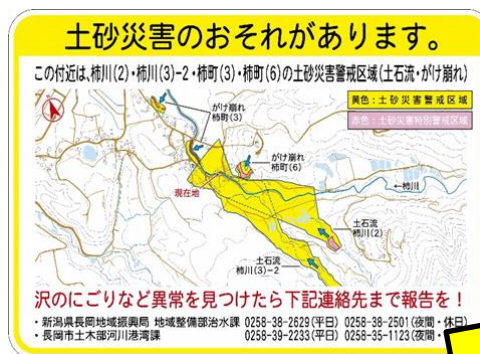 土砂災害のおそれがあります。
この付近は、柿川(2)・柿川(3)-2・柿町(3)・柿町(6)の土砂災害警戒区域(土石流・がけ崩れ)
黄色:土砂災害警戒区域
赤色:土砂災害特別警戒区域
がけ崩れ
柿町(3)
がけ崩れ
柿町(6)
現在地
←柿川
土石流
柿川(2)
土石流
柿川(3)-2
沢のにごりなど異常を見つけたら下記連絡先まで報告を!
・新潟県長岡地域振興局 地域整備部治水課 0258-38-2629(平日) 0258-38-2501(夜間・休日)
・長岡市土木部河川港湾課 0258-39-2233(平日) 0258-35-1123(夜間・